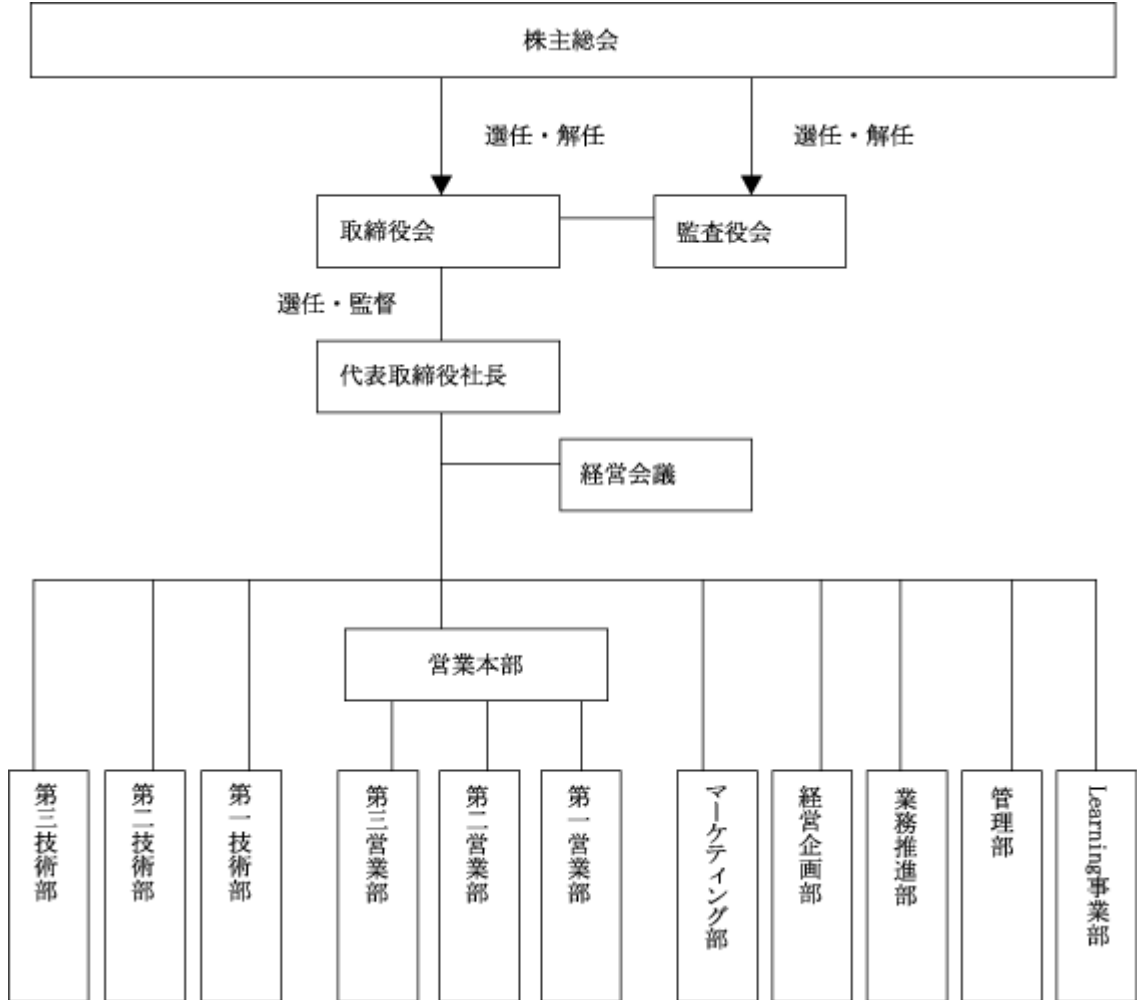 株主総会
選任・解任
選任・解任
取締役会
監査役会
選任・監督
代表取締役社長
経営会議
営業本部
第三技術部
第二技術部
第一技術部
第三営業部
第二営業部
第一営業部
マーケティング部
経営企画部
業務推進部
管理部
Learning事業部